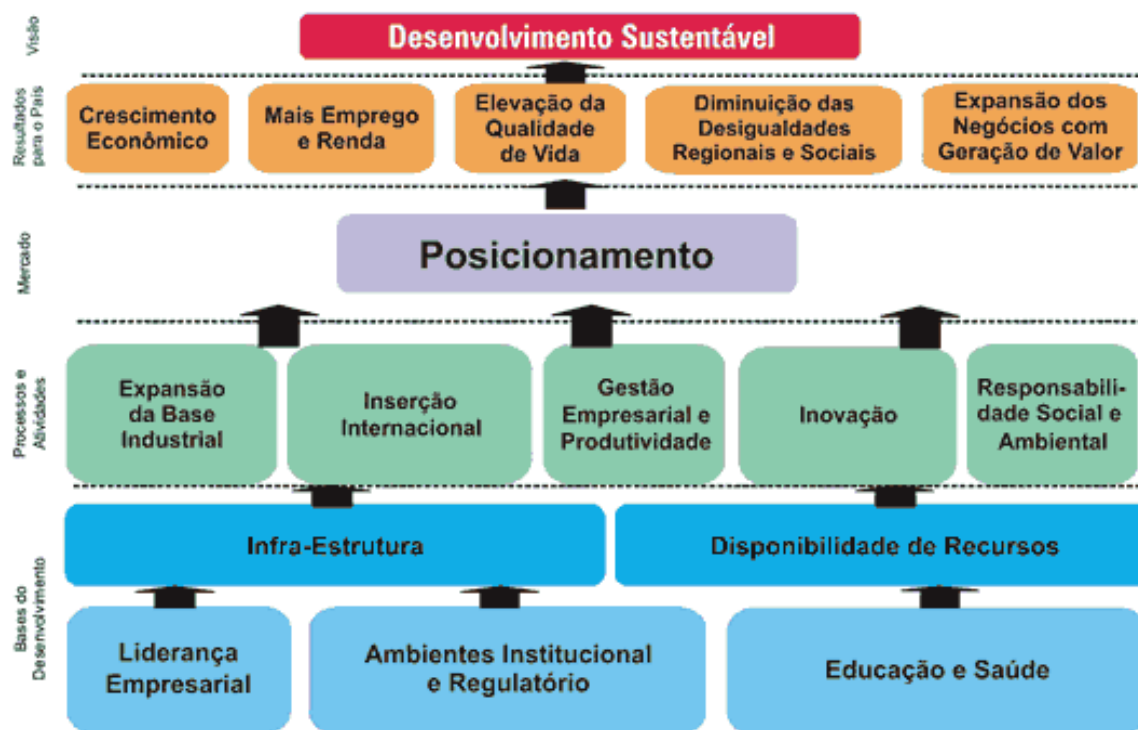 Visão
Desenvolvimento Sustentável
Resultados
para o País
Crescimento
Econômico
Mais Emprego
e Renda
Elevação da
Qualidade
de Vida
Diminuição das
Desigualdades
Regionais e Sociais
Expansão dos
Negócios com
Geração de Valor
Mercado
Posicionamento
Processos e
Atividades
Expansão
da Base
Industrial
Inserção
Internacional
Gestão
Empresarial e
Produtividade
Inovação
Responsabili-
dade Social e
Ambiental
Bases do
Desenvolvimento
Infra-Estrutura
Disponibilidade de Recursos
Liderança
Empresarial
Ambientes Institucional
e Regulatório
Educação e Saúde